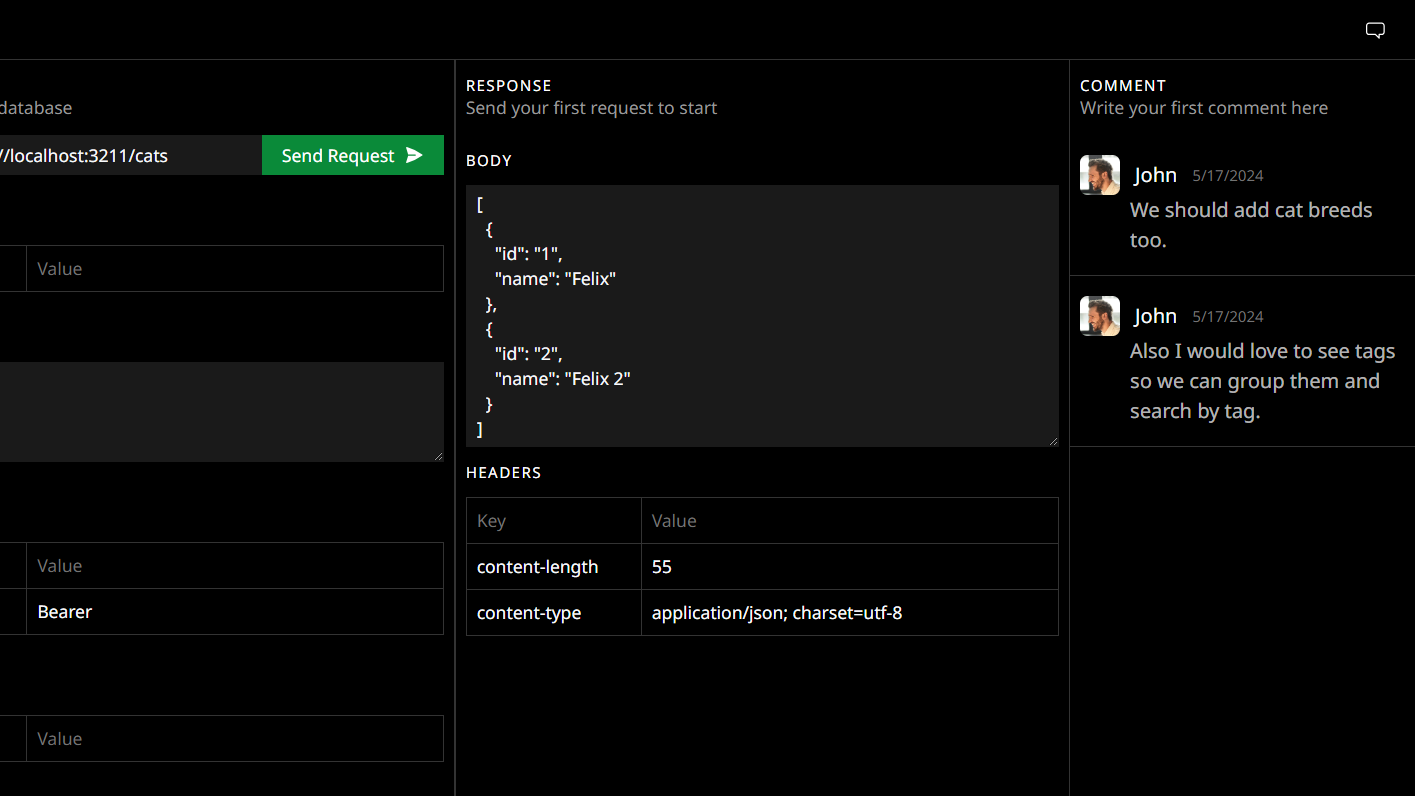 database
//localhost:3211/cats
Send Request
Value
Value
Bearer
Value
RESPONSE
Send your first request to start
BODY
[
{
"id": "1",
"name": "Felix"
},
{
"id": "2",
"name": "Felix 2"
}
]
HEADERS
Key Value
content-length 55
content-type application/json; charset=utf-8
COMMENT
Write your first comment here
John 5/17/2024
We should add cat breeds
too.
John 5/17/2024
Also I would love to see tags
so we can group them and
search by tag.